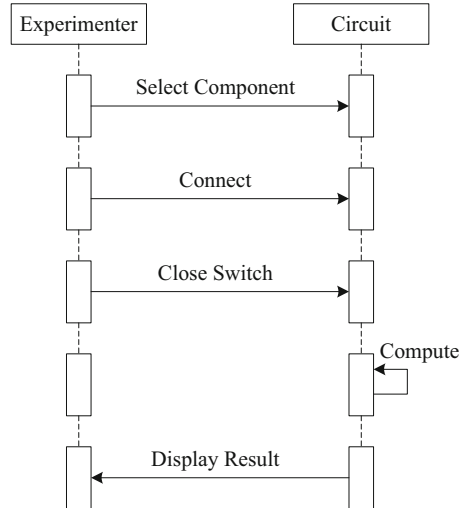 Experimenter
Circuit
Select Component
Connect
Close Switch
Compute
Display Result